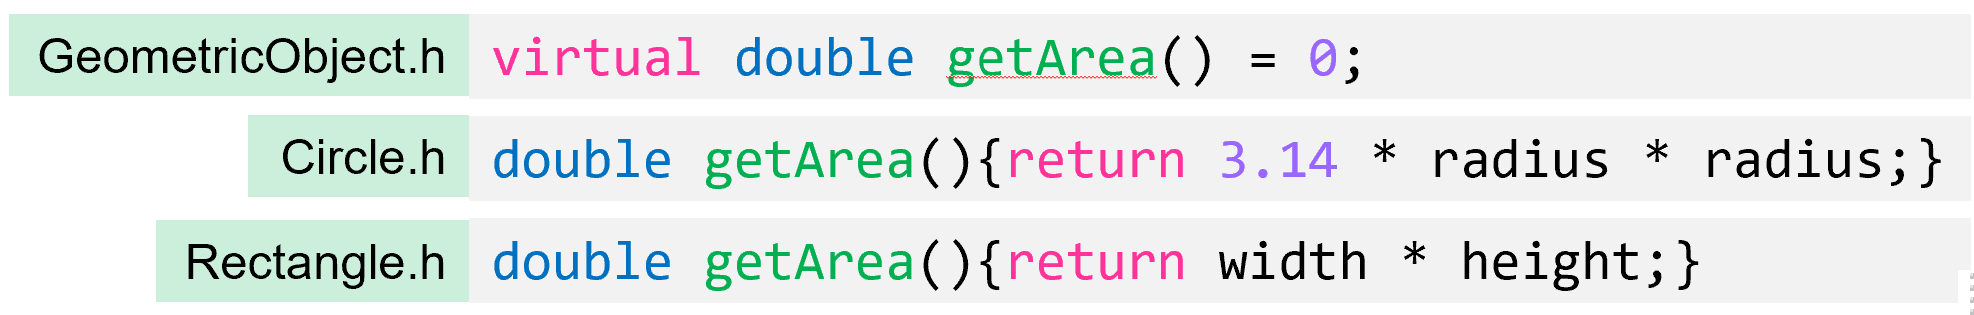 GeometricObject.h virtual double getArea() = 0;
Circle.h double getArea(){return 3.14 * radius * radius;}
Rectangle.h double getArea(){return width * height;}